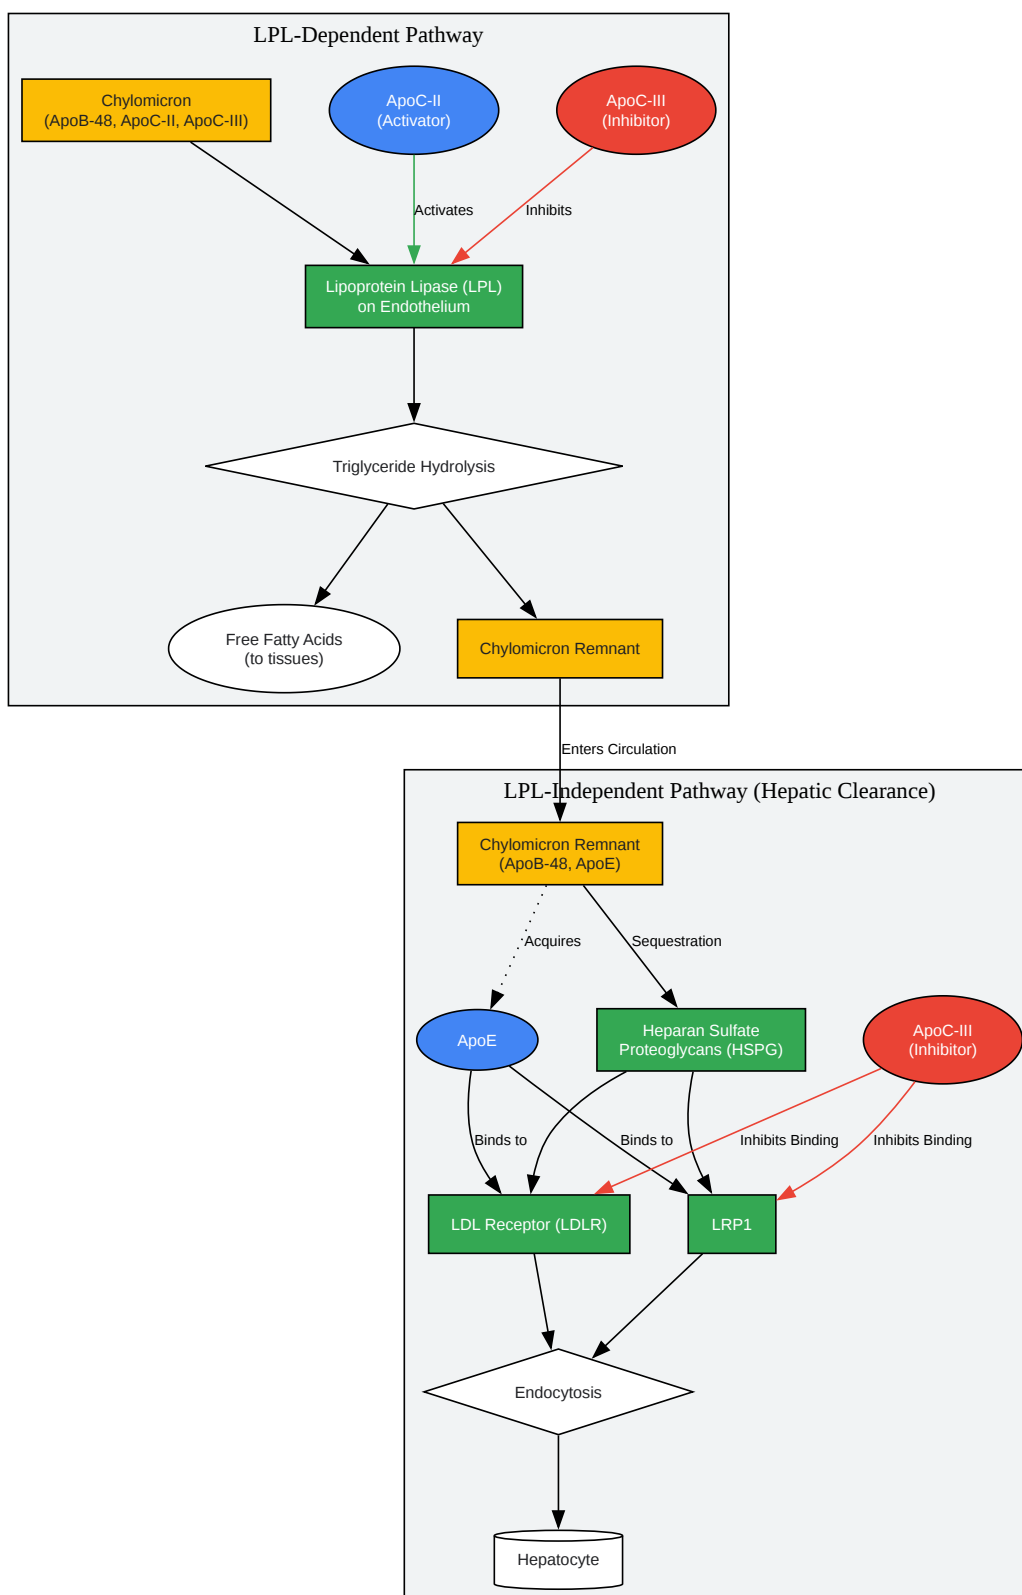 LPL-Dependent Pathway
Chylomicron
(ApoB-48, ApoC-II, ApoC-III)
ApoC-II
(Activator)
ApoC-III
(Inhibitor)
Activates
Inhibits
Lipoprotein Lipase (LPL)
on Endothelium
Triglyceride Hydrolysis
Free Fatty Acids
(to tissues)
Chylomicron Remnant
Enters Circulation
LPL-Independent Pathway (Hepatic Clearance)
Chylomicron Remnant
(ApoB-48, ApoE)
Acquires
Sequestration
ApoE
Heparan Sulfate
Proteoglycans (HSPG)
ApoC-III
(Inhibitor)
Binds to
Binds to
Inhibits Binding
Inhibits Binding
LDL Receptor (LDLR)
LRP1
Endocytosis
Hepatocyte